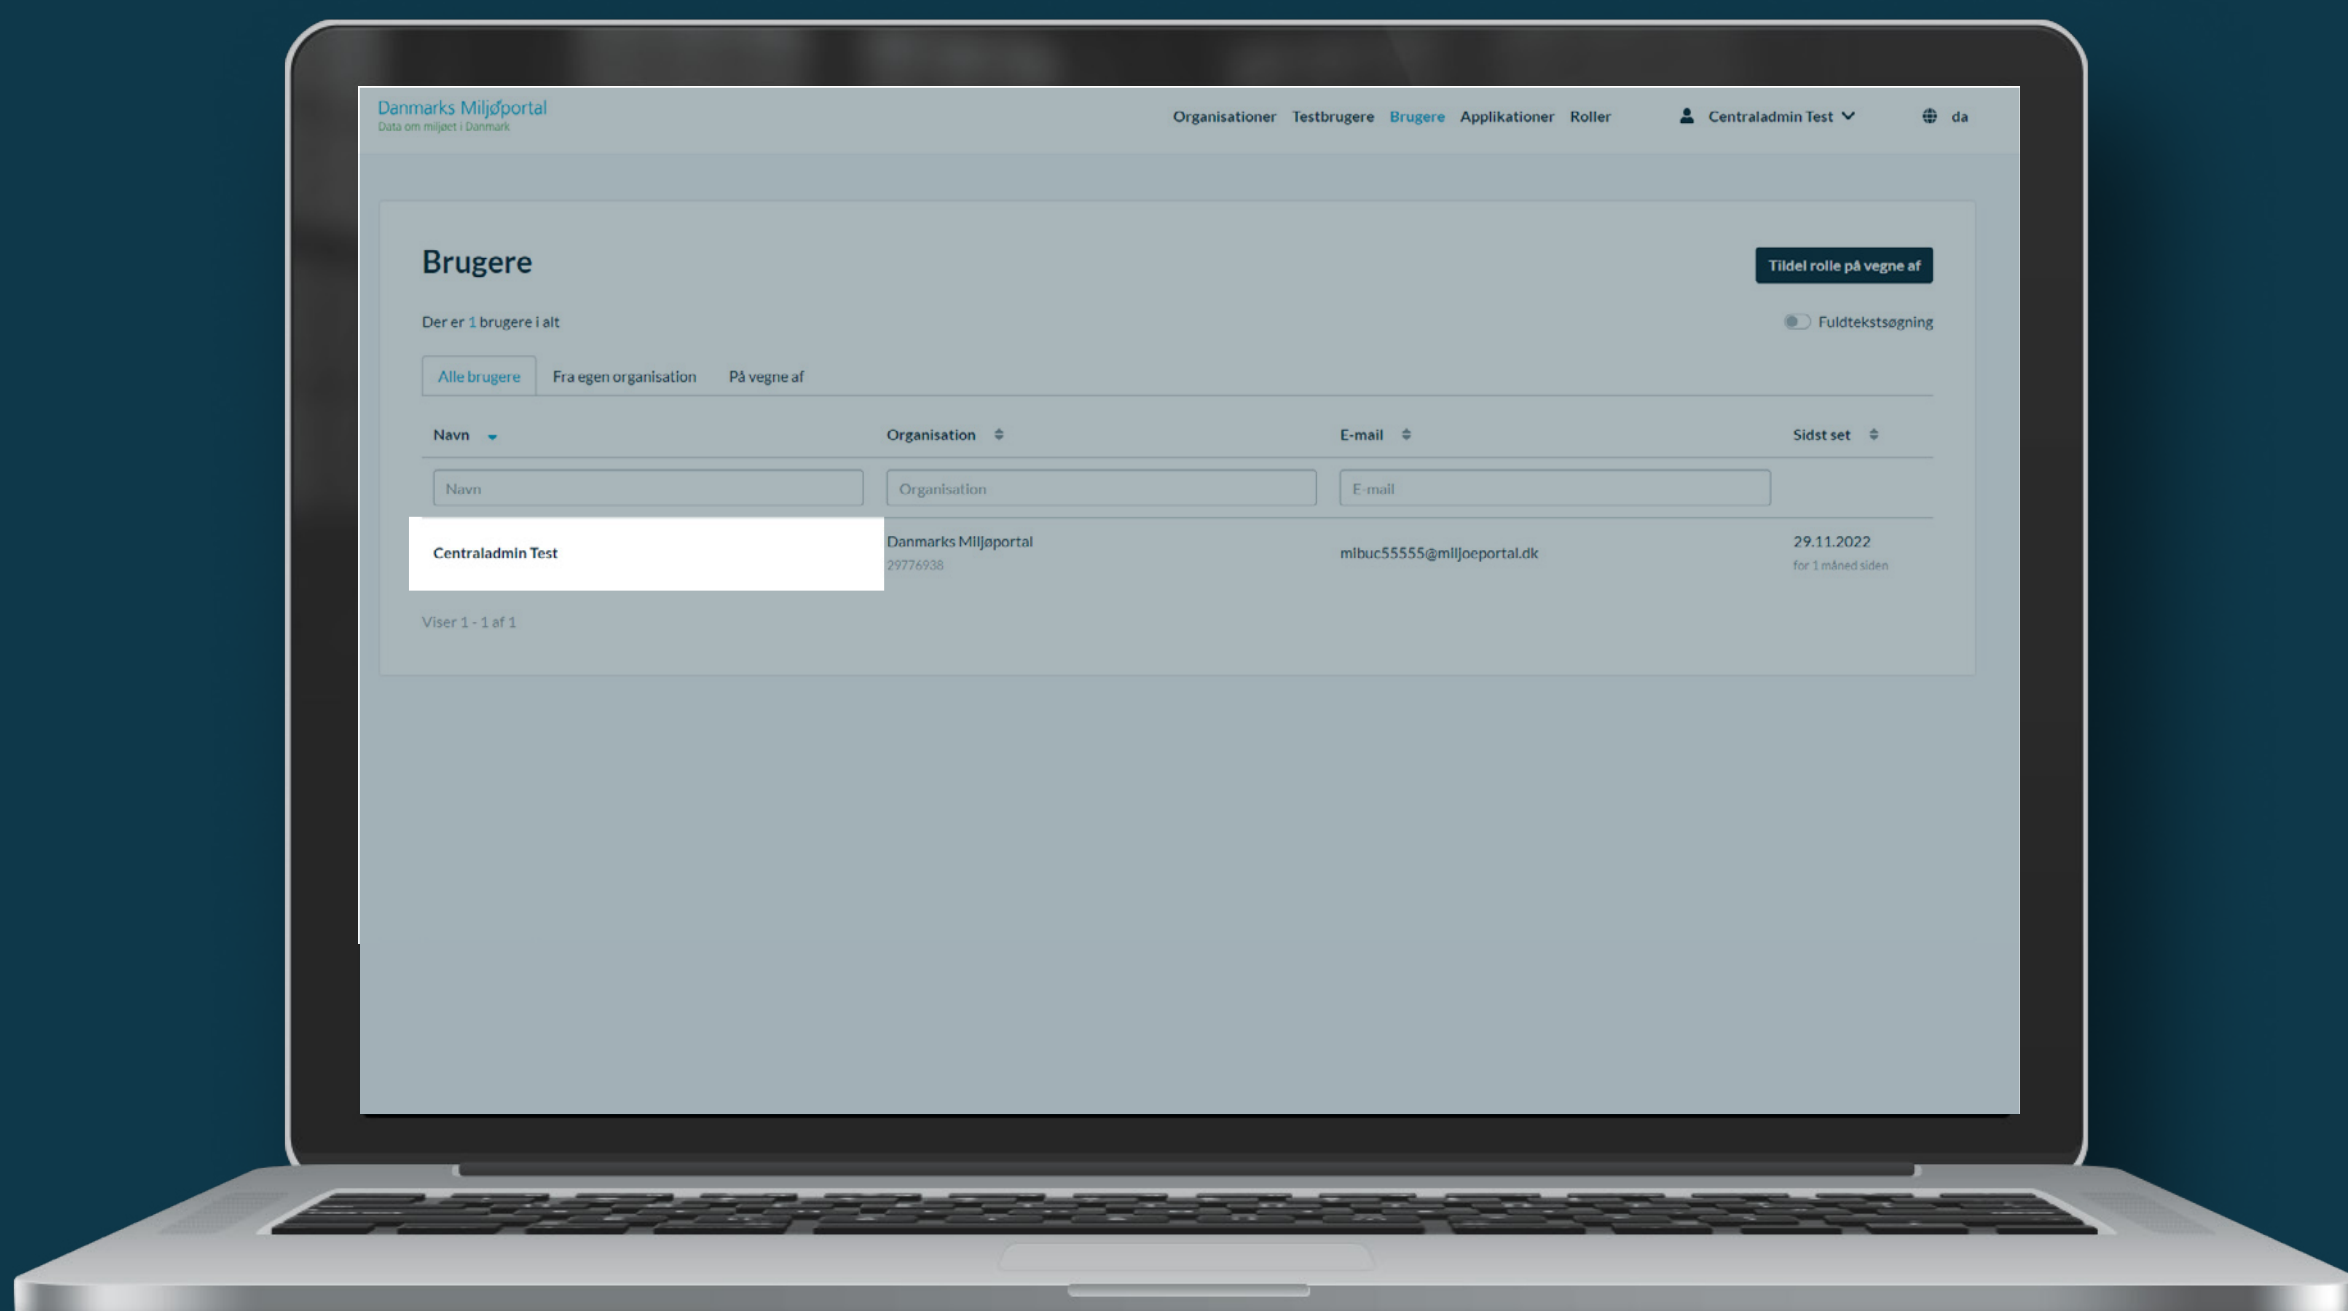 Danmarks Miljøportal
Data om miljøet i Danmark
Organisationer Testbrugere Brugere Applikationer Roller Centraladmin Test da
Brugere
Tildel rolle på vegne af
Der er 1 brugere i alt
Fuldtekstsøgning
Alle brugere Fra egen organisation På vegne af
Navn Organisation E-mail Sidst set
Navn Organisation E-mail
Centraladmin Test Danmarks Miljøportal mibuc55555@miljoeportal.dk 29.11.2022
29776938 for 1 måned siden
Viser 1 - 1 af 1